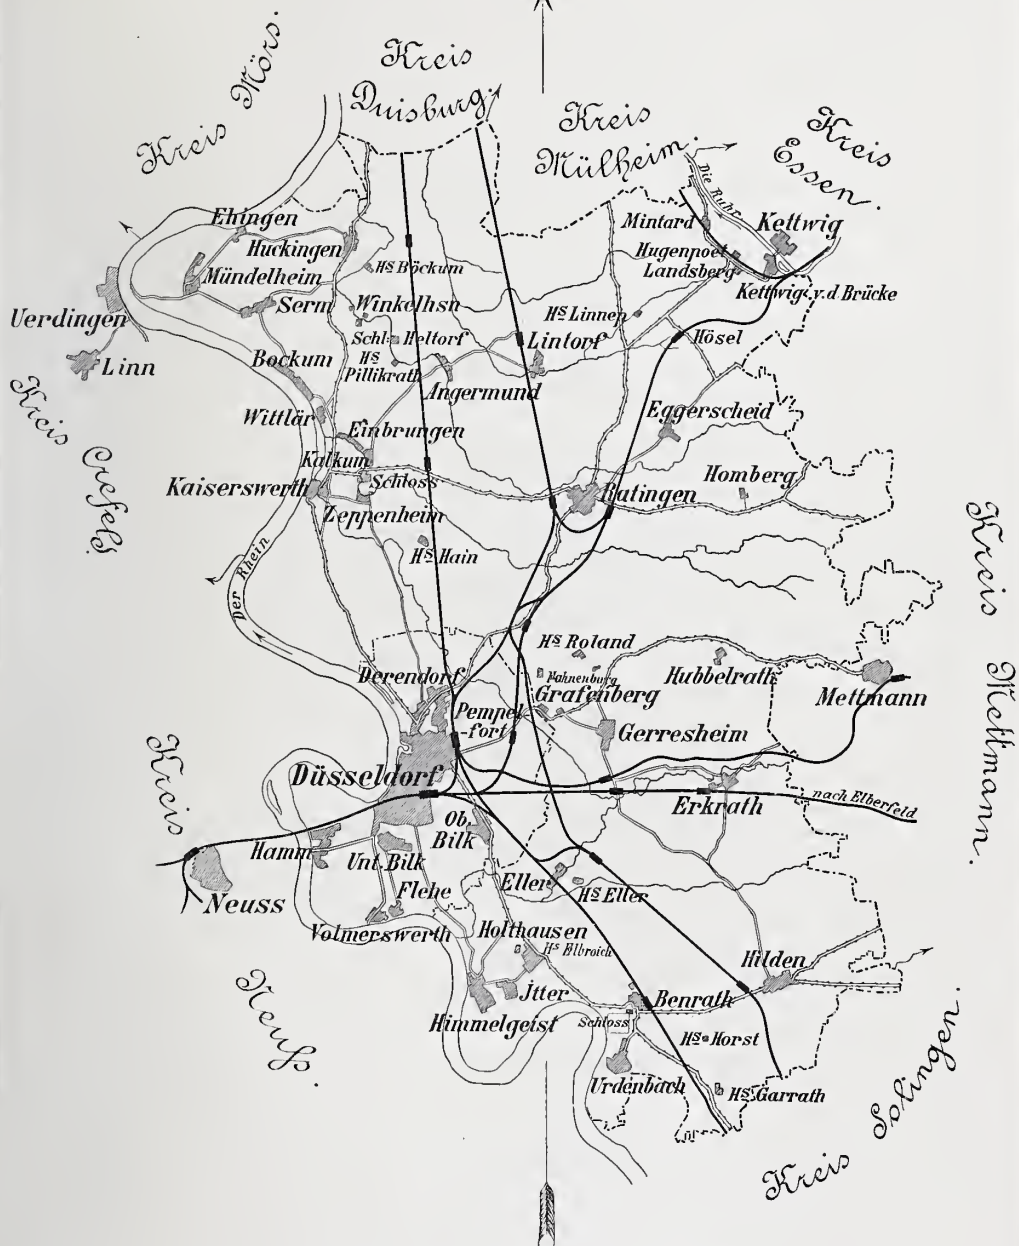 Kreis Mörs.
Kreis
Duisburg.
Kreis
Mülheim.
Kreis
Essen.
Die Ruhr
Ehingen
Huckingen
Mintard
Kettwig
Hugenpoet
Landsberg
Hs Böckum
Mündelheim
Kettwig v. d. Brücke
Serm
Winkelhsn
Hs Linnep
Uerdingen
Schl. Heltorf
Lintorf
Hösel
Linn
Bockum
Hs
Pillikrath
Angermund
Kreis Crefeld.
Wittlär
Einbrungen
Eggerscheid
Kalkum
Schloss
Homberg
Kaiserswerth
Ratingen
Zeppenheim
Der Rhein
Hs Hain
Kreis Mettmann.
Hs Roland
Hahnenburg
Derendorf
Grafenberg
Hubbelrath
Mettmann
Pempel
-fort
Gerresheim
Düsseldorf
Erkrath
nach Elberfeld
Kreis
Neuss
Hamm
Ob.
Bilk
Unt. Bilk
Flehe
Eller
Hs Eller
Volmerswerth
Holthausen
Hs Elbroich
Hilden
Neuß.
Jtter
Himmelgeist
Benrath
Schloss
Hs Horst
Urdenbach
Hs Garrath
Kreis Solingen.